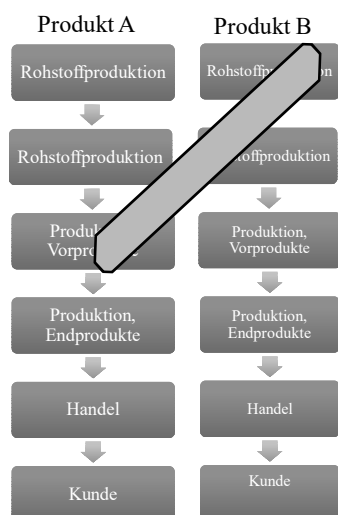 Produkt A
Rohstoffproduktion
Rohstoffproduktion
Produktion, Endprodukte
Handel
Kunde
Produkt B
Produktion,
Vorprodukte
Produktion,
Endprodukte
Handel
Kunde